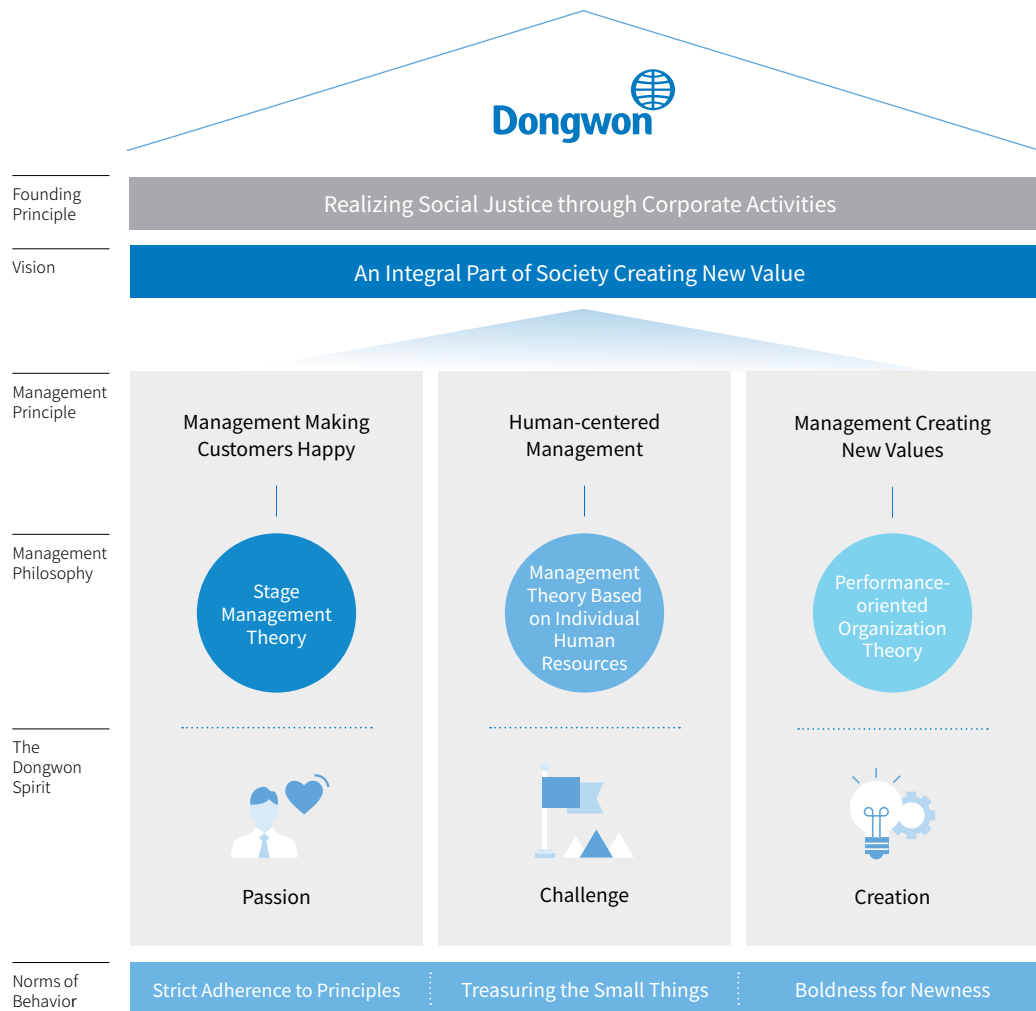 Dongwon
Founding
Principle
Realizing Social Justice through Corporate Activities
Vision
An Integral Part of Society Creating New Value
Management
Principle
Management Making
Customers Happy
Human-centered
Management
Management Creating
New Values
Management
Philosophy
Stage
Management
Theory
Management
Theory Based
on Individual
Human
Resources
Performance-
oriented
Organization
Theory
The
Dongwon
Spirit
Passion
Challenge
Creation
Norms of
Behavior
Strict Adherence to Principles
Treasuring the Small Things
Boldness for Newness